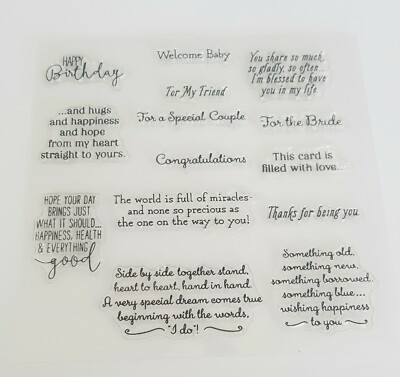 HAPPY
Birthday
Welcome Baby
For My Friend
You share so much,
so gladly, so often...
I'm blessed to have
you in my life.
...and hugs
and happiness
and hope
from my heart
straight to yours.
For a Special Couple
For the Bride
Congratulations
This card is
filled with love...
HOPE YOUR DAY
BRINGS JUST
WHAT IT SHOULD...
HAPPINESS, HEALTH
& EVERYTHING
good
The world is full of miracles-
and none so precious as
the one on the way to you!
Thanks for being you.
Side by side together stand,
heart to heart, hand in hand.
A very special dream comes true
beginning with the words,
"I do"!
Something old,
something new,
something borrowed,
something blue...
wishing happiness
to you